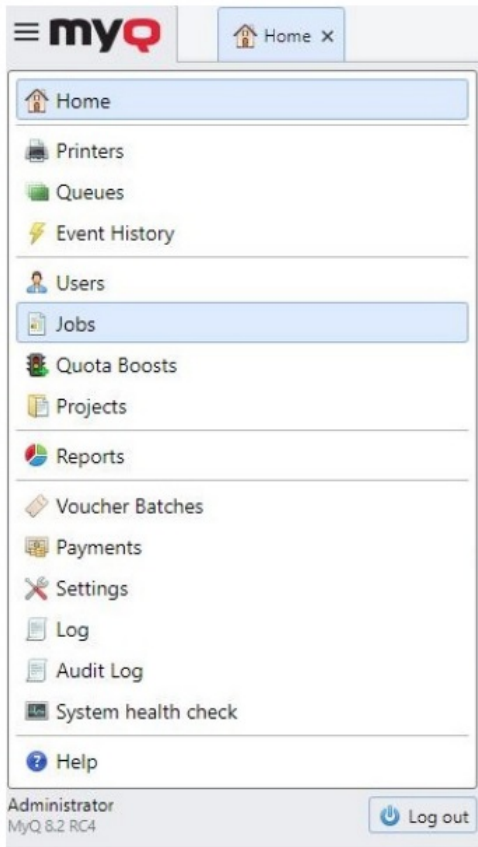 myQ
Home ×
Home
Printers
Queues
Event History
Users
Jobs
Quota Boosts
Projects
Reports
Voucher Batches
Payments
Settings
Log
Audit Log
System health check
Help
Administrator
MyQ 8.2 RC4
Log out